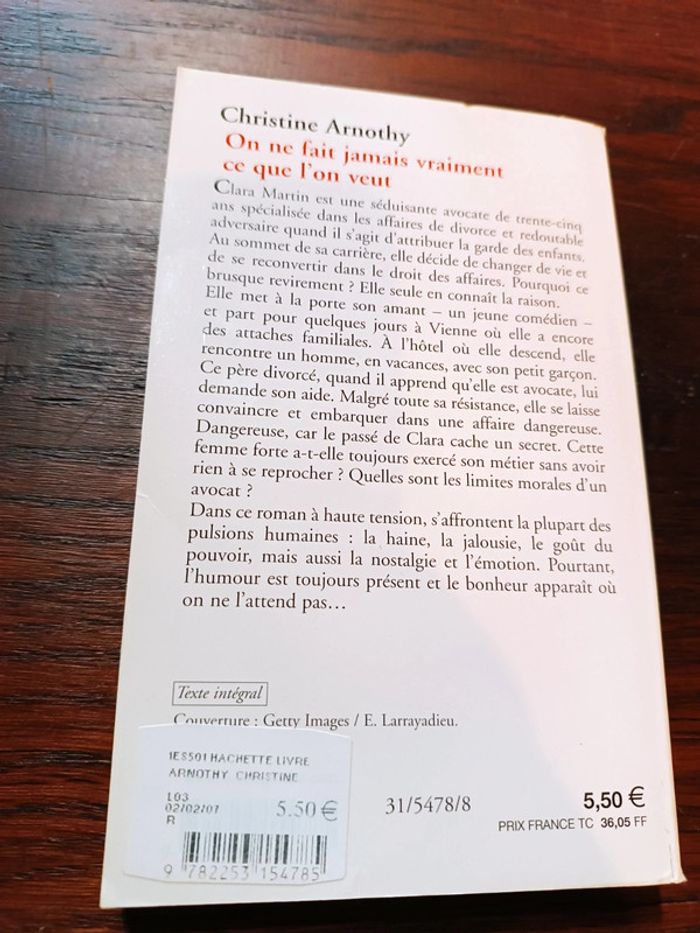 Christine Arnothy
On ne fait jamais vraiment
ce que l'on veut
Clara Martin est une séduisante avocate de trente-cinq
ans spécialisée dans les affaires de divorce et redoutable
adversaire quand il s'agit d'attribuer la garde des enfants.
Au sommet de sa carrière, elle décide de changer de vie et
de se reconvertir dans le droit des affaires. Pourquoi ce
brusque revirement ? Elle seule en connaît la raison.
Elle met à la porte son amant – un jeune comédien –
et part pour quelques jours à Vienne où elle a encore
des attaches familiales. À l'hôtel où elle descend, elle
rencontre un homme, en vacances, avec son petit garçon.
Ce père divorcé, quand il apprend qu'elle est avocate, lui
demande son aide. Malgré toute sa résistance, elle se laisse
convaincre et embarquer dans une affaire dangereuse.
Dangereuse, car le passé de Clara cache un secret. Cette
femme forte a-t-elle toujours exercé son métier sans avoir
rien à se reprocher ? Quelles sont les limites morales d'un
avocat ?
Dans ce roman à haute tension, s'affrontent la plupart des
pulsions humaines : la haine, la jalousie, le goût du
pouvoir, mais aussi la nostalgie et l'émotion. Pourtant,
l'humour est toujours présent et le bonheur apparaît où
on ne l'attend pas…
Texte intégral
Couverture : Getty Images / E. Larrayadieu.
1ES501 HACHETTE LIVRE
ARNOTHY CHRISTINE
L03
02/02/07
R
5.50 €
9 782253 154785
31/5478/8
5,50 €
PRIX FRANCE TC 36,05 FF